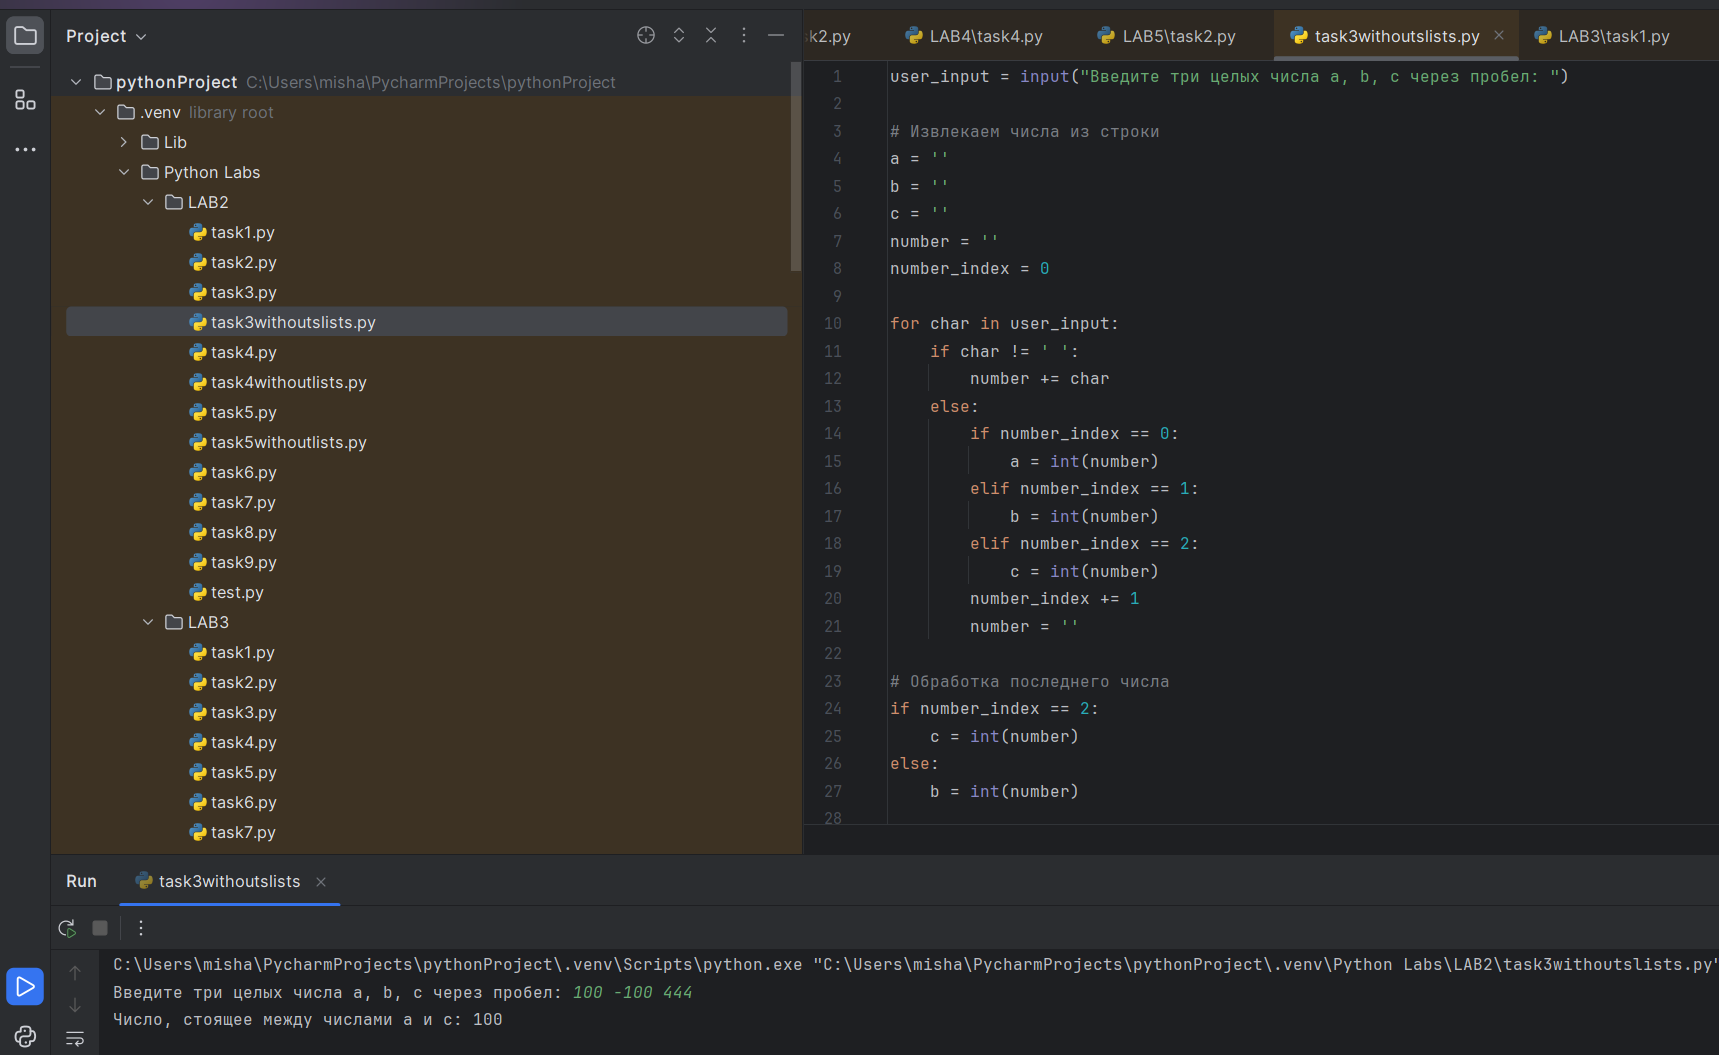 Project
pythonProject C:\Users\misha\PycharmProjects\pythonProject
.venv library root
Lib
Python Labs
LAB2
task1.py
task2.py
task3.py
task3withoutslists.py
task4.py
task4withoutlists.py
task5.py
task5withoutlists.py
task6.py
task7.py
task8.py
task9.py
test.py
LAB3
task1.py
task2.py
task3.py
task4.py
task5.py
task6.py
task7.py
k2.py LAB4\task4.py LAB5\task2.py task3withoutslists.py LAB3\task1.py
1 user_input = input("Введите три целых числа a, b, c через пробел: ")
2
3 # Извлекаем числа из строки
4 a = ''
5 b = ''
6 c = ''
7 number = ''
8 number_index = 0
9
10 for char in user_input:
11     if char != ' ':
12         number += char
13     else:
14         if number_index == 0:
15             a = int(number)
16         elif number_index == 1:
17             b = int(number)
18         elif number_index == 2:
19             c = int(number)
20         number_index += 1
21         number = ''
22
23 # Обработка последнего числа
24 if number_index == 2:
25     c = int(number)
26 else:
27     b = int(number)
28
Run task3withoutslists
C:\Users\misha\PycharmProjects\pythonProject\.venv\Scripts\python.exe "C:\Users\misha\PycharmProjects\pythonProject\.venv\Python Labs\LAB2\task3withoutslists.py"
Введите три целых числа a, b, c через пробел: 100 -100 444
Число, стоящее между числами a и c: 100